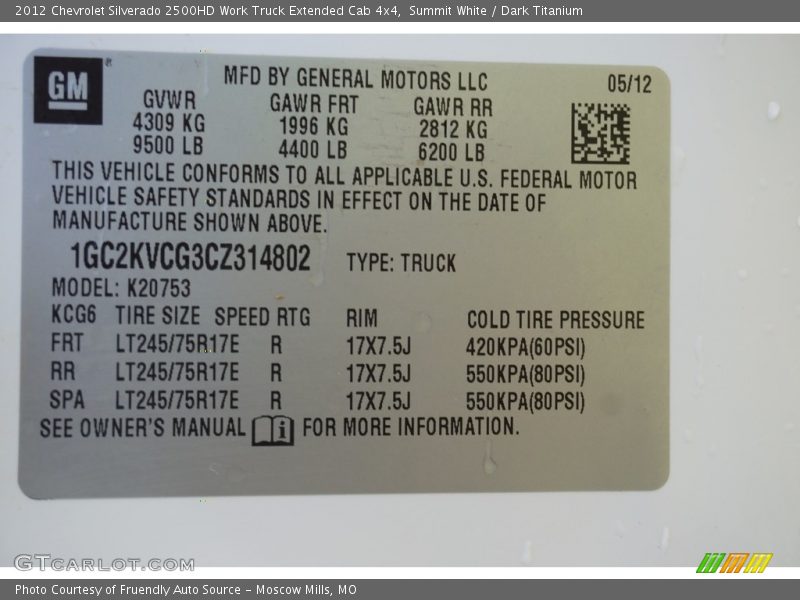 2012 Chevrolet Silverado 2500HD Work Truck Extended Cab 4x4,  Summit White / Dark Titanium
GM ®
MFD BY GENERAL MOTORS LLC 05/12
GVWR GAWR FRT GAWR RR
4309 KG 1996 KG 2812 KG
9500 LB 4400 LB 6200 LB
THIS VEHICLE CONFORMS TO ALL APPLICABLE U.S. FEDERAL MOTOR
VEHICLE SAFETY STANDARDS IN EFFECT ON THE DATE OF
MANUFACTURE SHOWN ABOVE.
1GC2KVCG3CZ314802 TYPE: TRUCK
MODEL: K20753
KCG6 TIRE SIZE SPEED RTG RIM COLD TIRE PRESSURE
FRT LT245/75R17E R 17X7.5J 420KPA(60PSI)
RR LT245/75R17E R 17X7.5J 550KPA(80PSI)
SPA LT245/75R17E R 17X7.5J 550KPA(80PSI)
SEE OWNER'S MANUAL i FOR MORE INFORMATION.
GTCARLOT.COM
Photo Courtesy of Fruendly Auto Source – Moscow Mills, MO